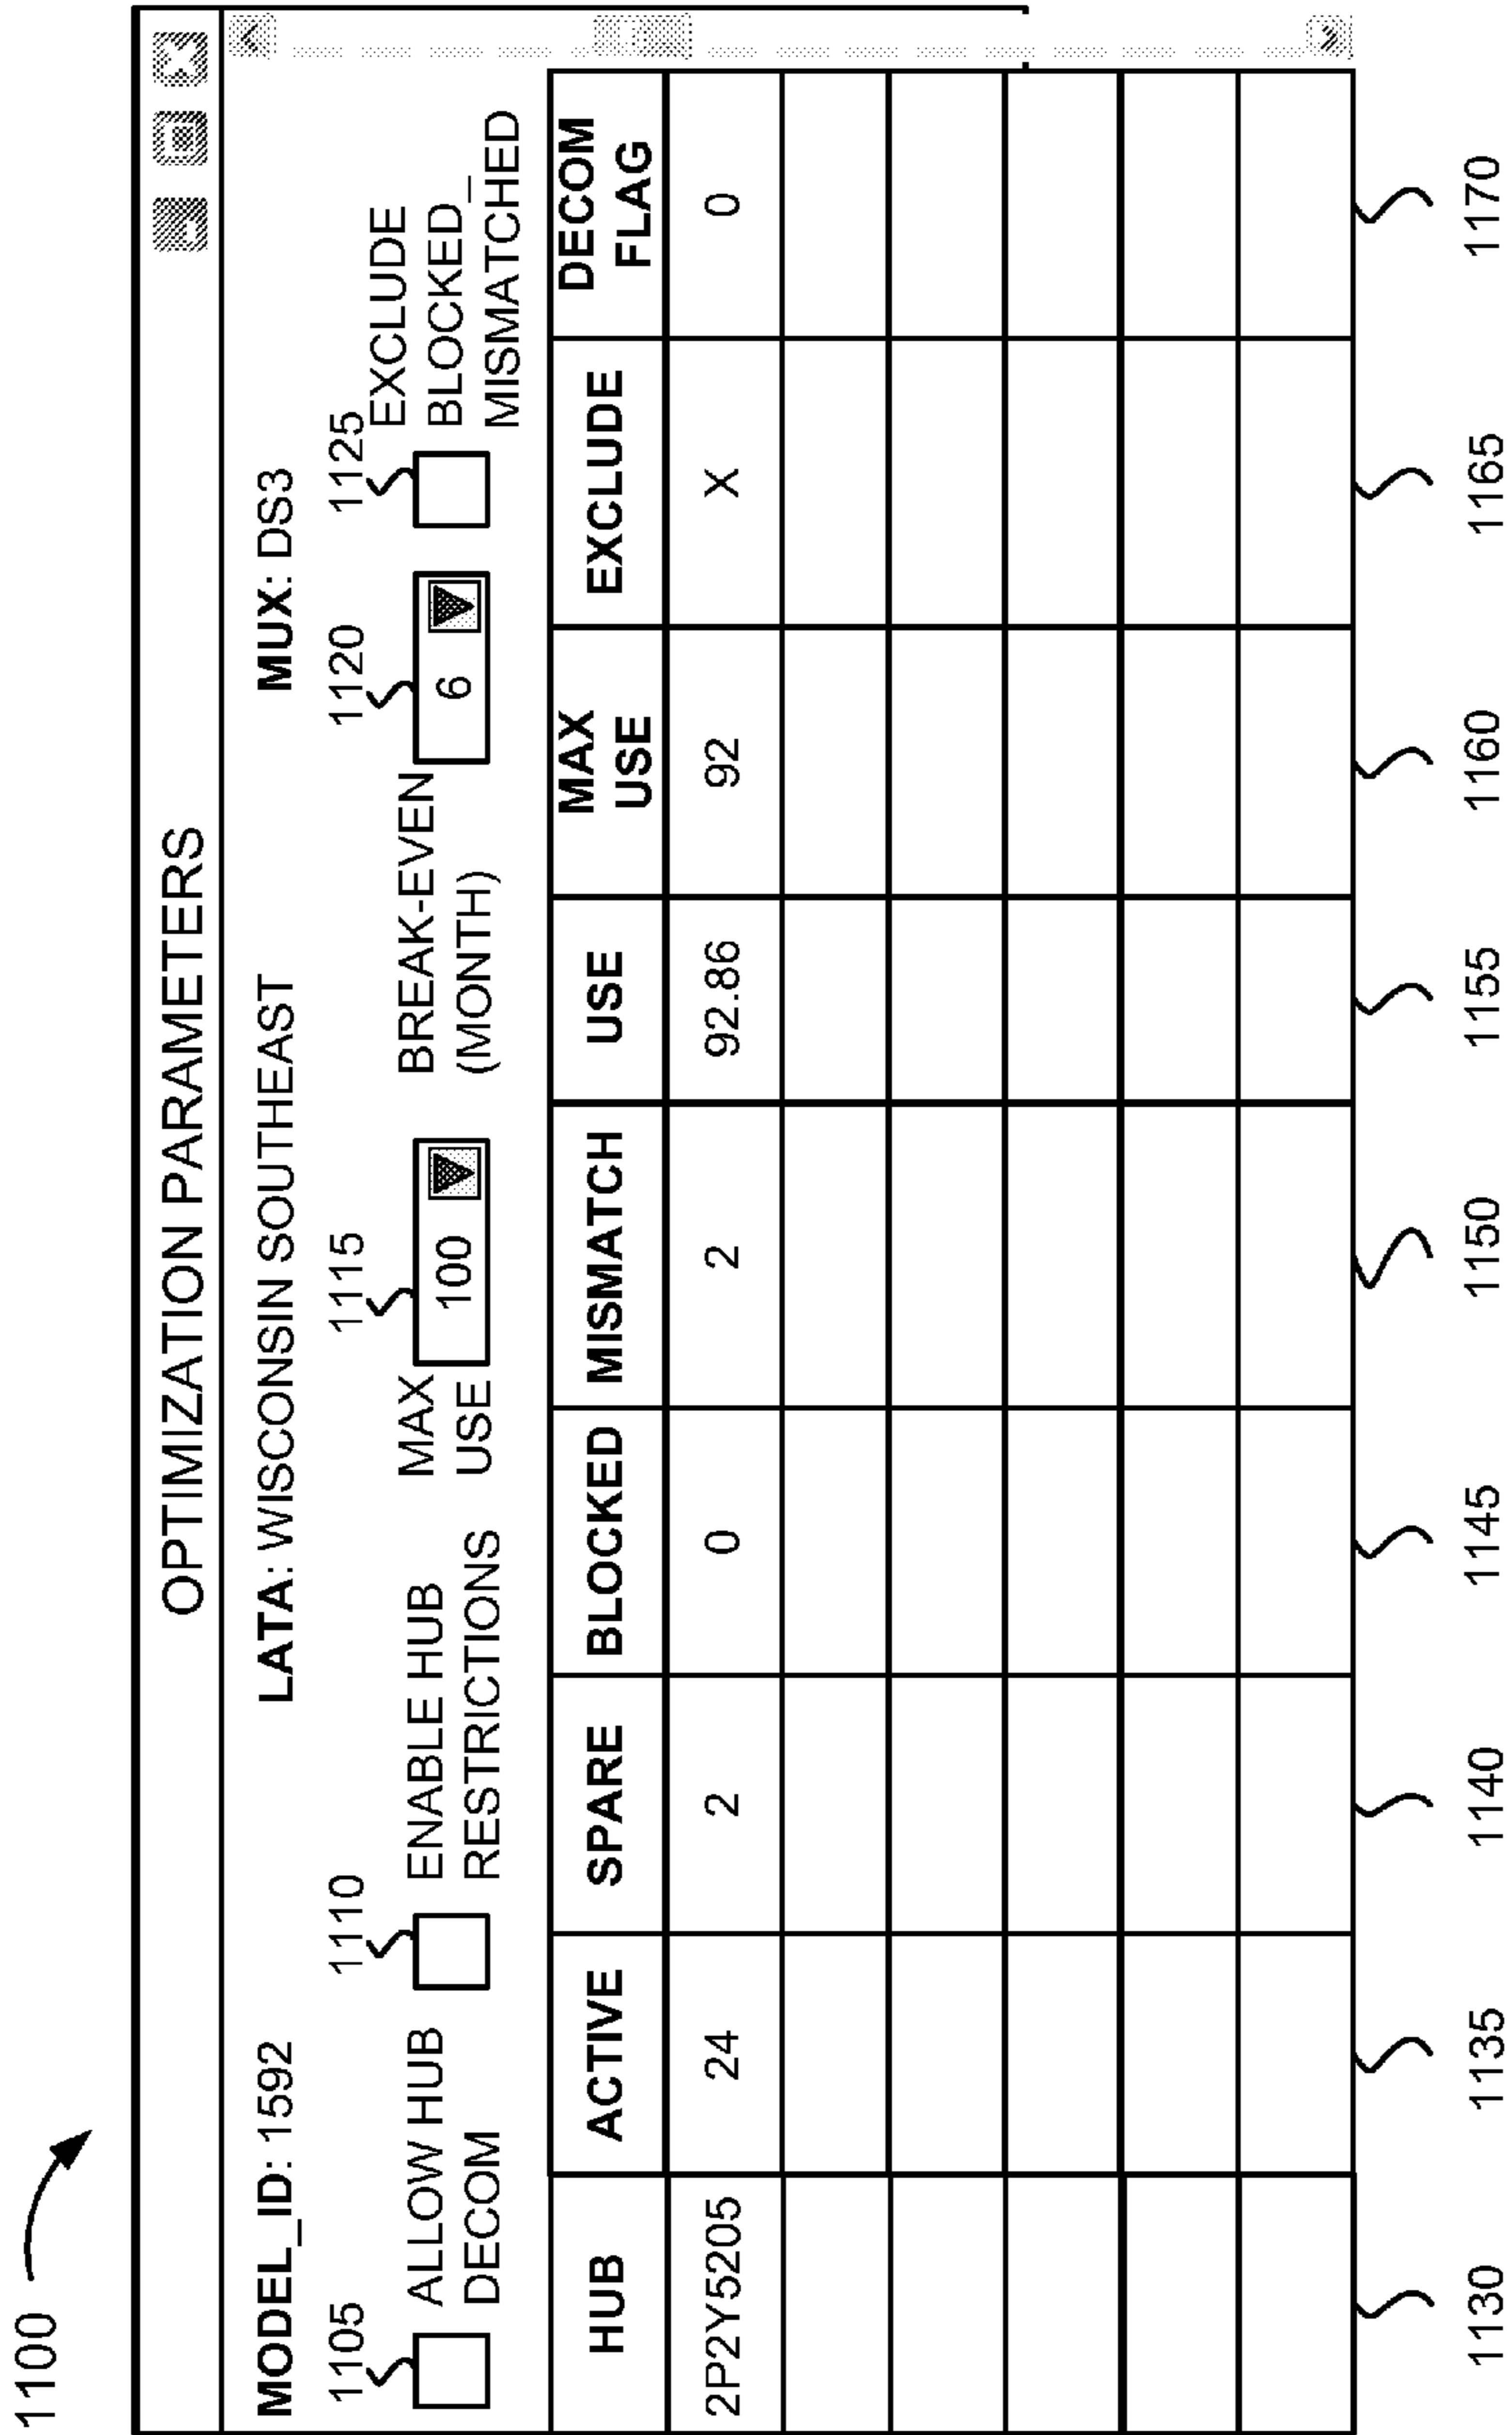 1100
OPTIMIZATION PARAMETERS
MODEL_ID: 1592 LATA: WISCONSIN SOUTHEAST MUX: DS3
1105 1110 1115 1120 1125
ALLOW HUB DECOM
ENABLE HUB RESTRICTIONS
MAX USE
100
BREAK-EVEN (MONTH)
6
EXCLUDE BLOCKED_ MISMATCHED
HUB ACTIVE SPARE BLOCKED MISMATCH USE MAX USE EXCLUDE DECOM FLAG
2P2Y5205 24 2 0 2 92.86 92 X 0
1130 1135 1140 1145 1150 1155 1160 1165 1170